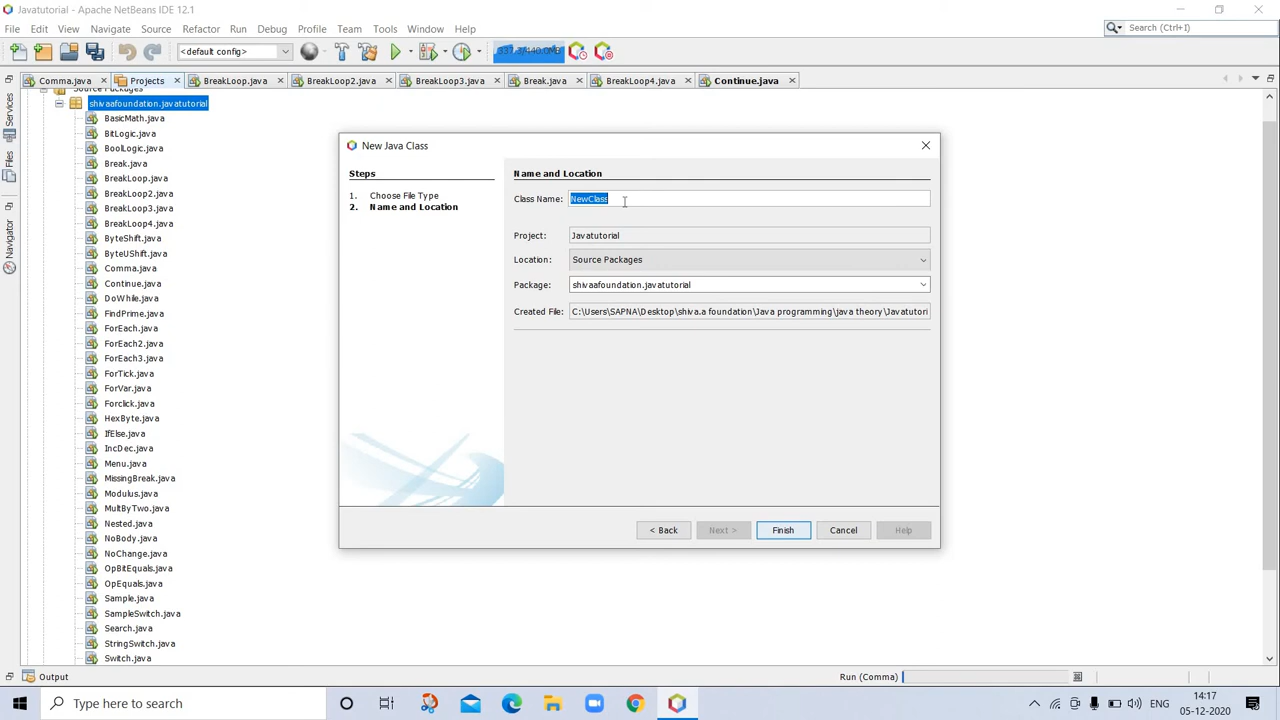 Javatutorial - Apache NetBeans IDE 12.1
File Edit View Navigate Source Refactor Run Debug Profile Team Tools Window Help
Search (Ctrl+I)
<default config>
337.3/440.0MB
Comma.java Projects BreakLoop.java BreakLoop2.java BreakLoop3.java Break.java BreakLoop4.java Continue.java
Services
Files
Navigator
Source Packages
shivaafoundation.javatutorial
BasicMath.java
BitLogic.java
BoolLogic.java
Break.java
BreakLoop.java
BreakLoop2.java
BreakLoop3.java
BreakLoop4.java
ByteShift.java
ByteUShift.java
Comma.java
Continue.java
DoWhile.java
FindPrime.java
ForEach.java
ForEach2.java
ForEach3.java
ForTick.java
ForVar.java
Forclick.java
HexByte.java
IfElse.java
IncDec.java
Menu.java
MissingBreak.java
Modulus.java
MultByTwo.java
Nested.java
NoBody.java
NoChange.java
OpBitEquals.java
OpEquals.java
Sample.java
SampleSwitch.java
Search.java
StringSwitch.java
Switch.java
New Java Class
Steps
1. Choose File Type
2. Name and Location
Name and Location
Class Name: NewClass
Project: Javatutorial
Location: Source Packages
Package: shivaafoundation.javatutorial
Created File: C:\Users\SAPNA\Desktop\shiva.a foundation\Java programming\java theory\Javatutori
< Back Next > Finish Cancel Help
Output
Run (Comma)
Type here to search
ENG
14:17
05-12-2020